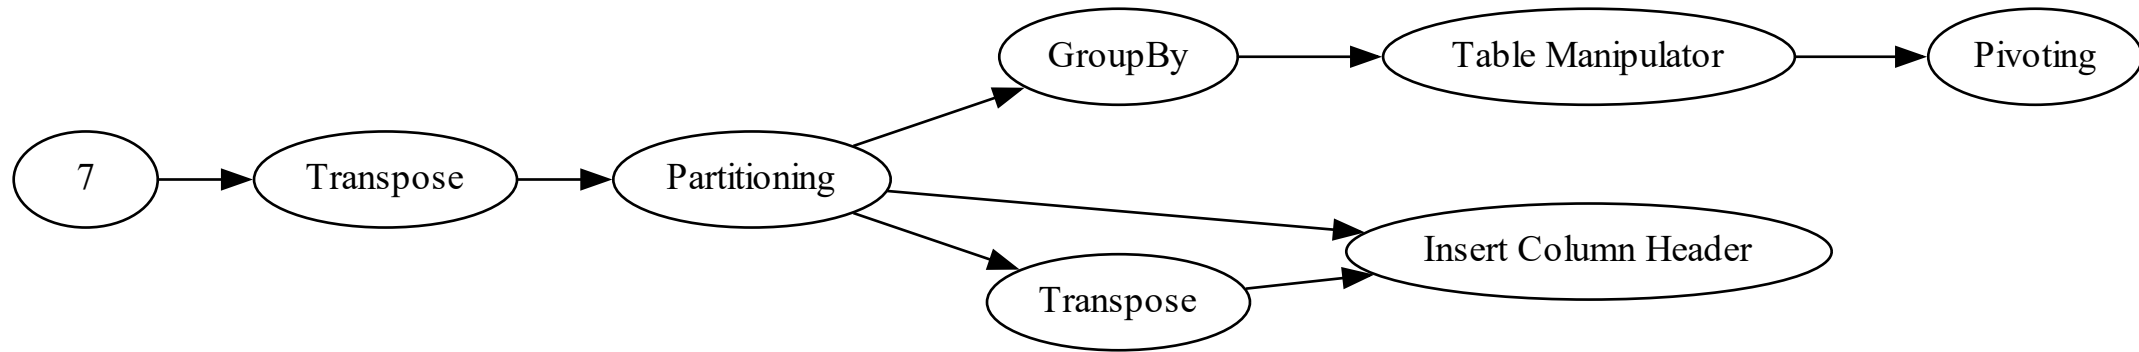 7
Transpose
Partitioning
GroupBy
Table Manipulator
Pivoting
Insert Column Header
Transpose